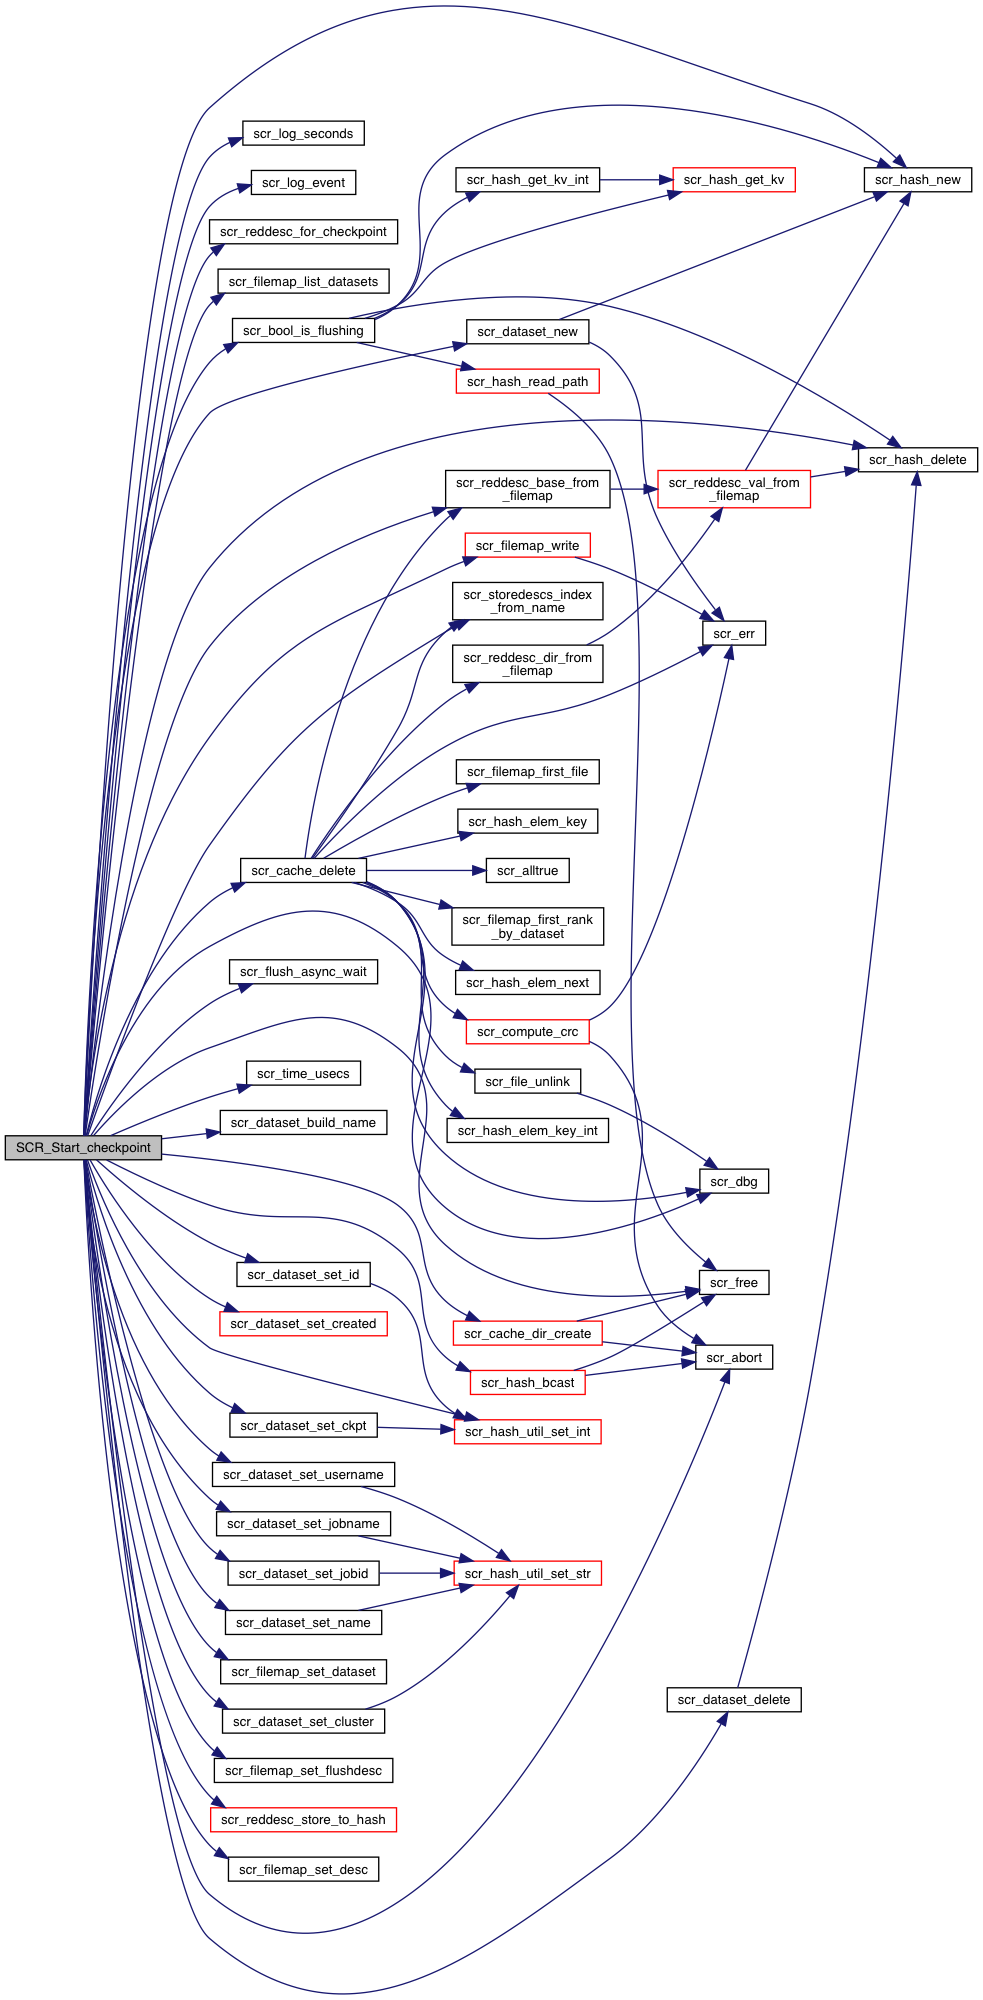 scr_log_seconds
scr_log_event
scr_hash_get_kv_int
scr_hash_get_kv
scr_hash_new
scr_reddesc_for_checkpoint
scr_filemap_list_datasets
scr_bool_is_flushing
scr_dataset_new
scr_hash_read_path
scr_hash_delete
scr_reddesc_base_from
_filemap
scr_reddesc_val_from
_filemap
scr_filemap_write
scr_storedescs_index
_from_name
scr_err
scr_reddesc_dir_from
_filemap
scr_filemap_first_file
scr_hash_elem_key
scr_cache_delete
scr_alltrue
scr_filemap_first_rank
_by_dataset
scr_flush_async_wait
scr_hash_elem_next
scr_compute_crc
scr_time_usecs
scr_file_unlink
scr_dataset_build_name
scr_hash_elem_key_int
SCR_Start_checkpoint
scr_dbg
scr_dataset_set_id
scr_free
scr_dataset_set_created
scr_cache_dir_create
scr_abort
scr_hash_bcast
scr_dataset_set_ckpt
scr_hash_util_set_int
scr_dataset_set_username
scr_dataset_set_jobname
scr_dataset_set_jobid
scr_hash_util_set_str
scr_dataset_set_name
scr_filemap_set_dataset
scr_dataset_delete
scr_dataset_set_cluster
scr_filemap_set_flushdesc
scr_reddesc_store_to_hash
scr_filemap_set_desc